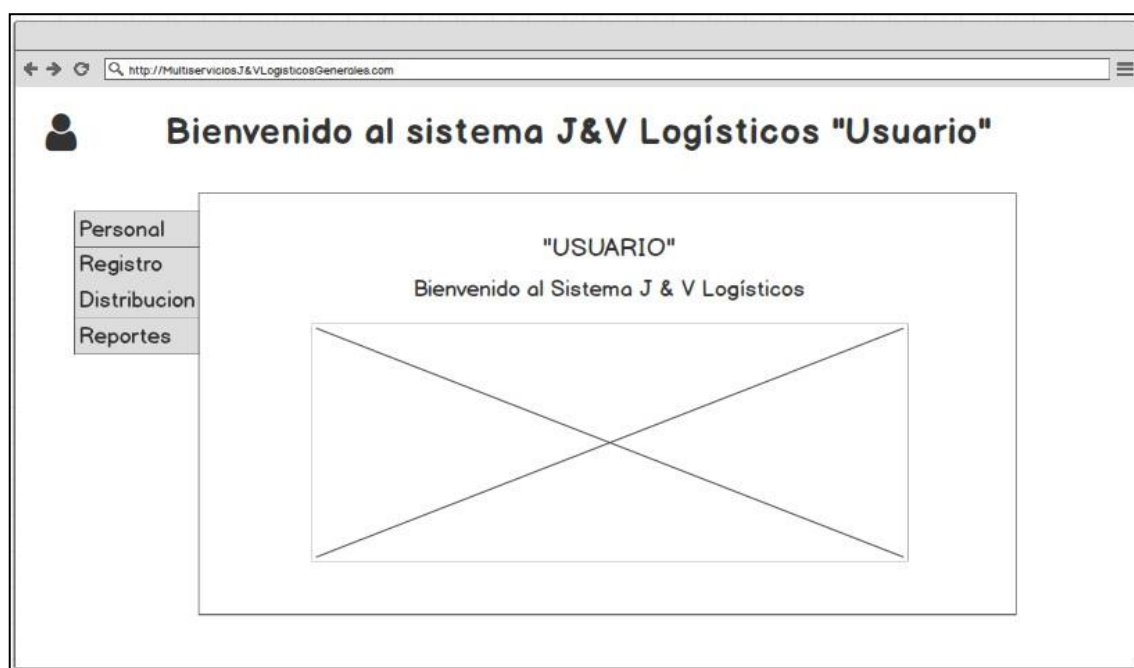 http://MultiserviciosJ&VLogisticosGenerales.com
Bienvenido al sistema J&V Logísticos "Usuario"
Personal
Registro
Distribucion
Reportes
"USUARIO"
Bienvenido al Sistema J & V Logísticos